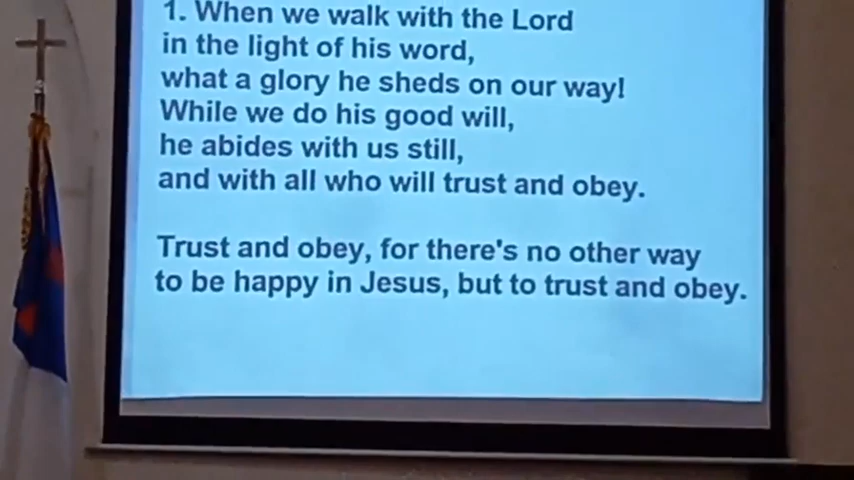 1. When we walk with the Lord
in the light of his word,
what a glory he sheds on our way!
While we do his good will,
he abides with us still,
and with all who will trust and obey.
Trust and obey, for there's no other way
to be happy in Jesus, but to trust and obey.